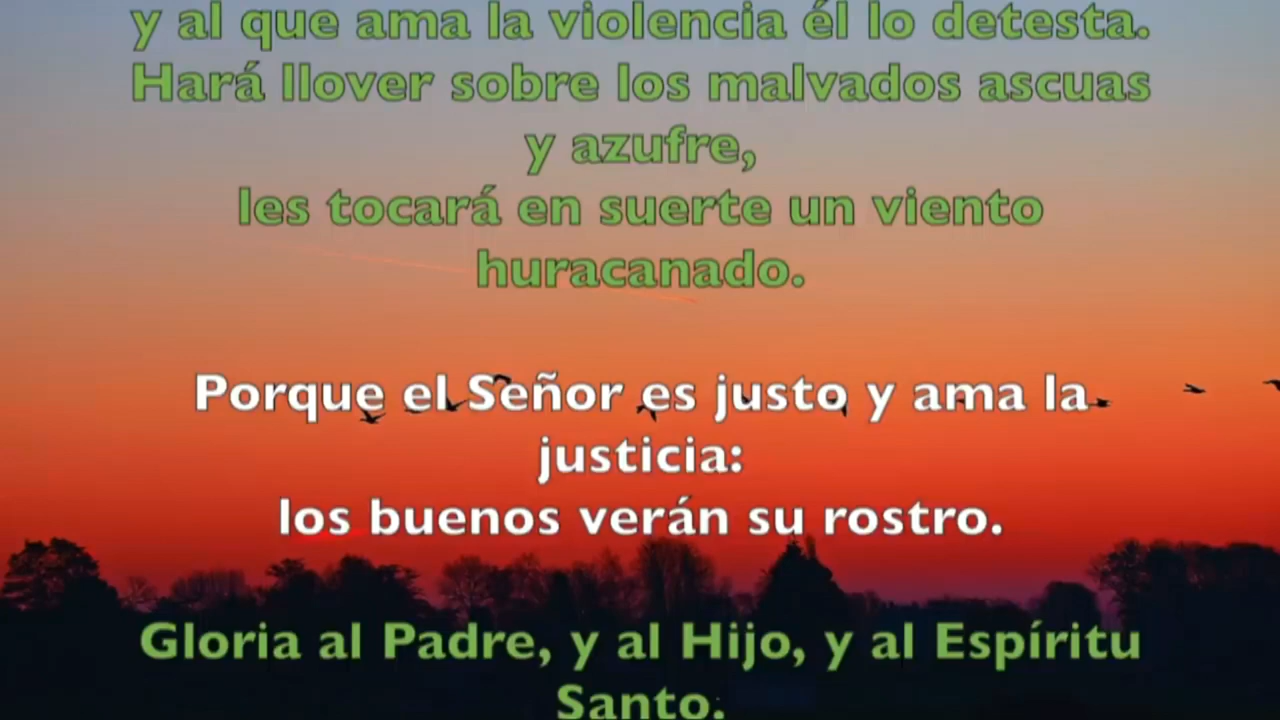 y al que ama la violencia él lo detesta.
Hará llover sobre los malvados ascuas
y azufre,
les tocará en suerte un viento
huracanado.
Porque el Señor es justo y ama la
justicia:
los buenos verán su rostro.
Gloria al Padre, y al Hijo, y al Espíritu
Santo.